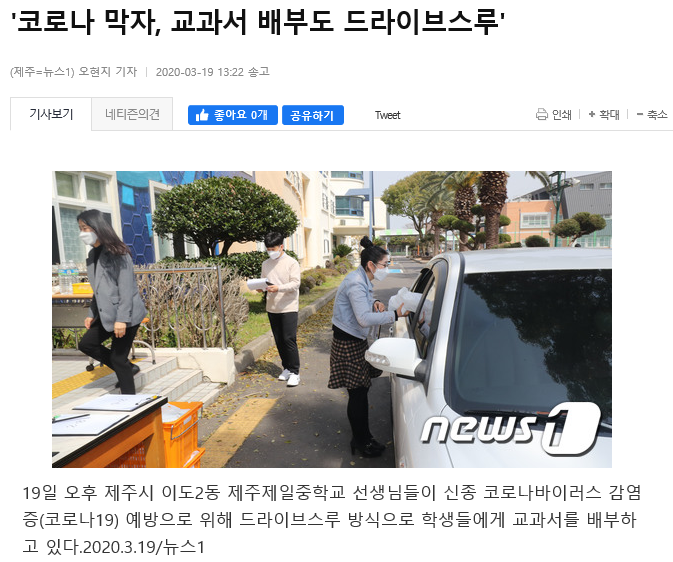 '코로나 막자, 교과서 배부도 드라이브스루'
(제주=뉴스1) 오현지 기자 | 2020-03-19 13:22 송고
기사보기 네티즌의견 좋아요 0개 공유하기 Tweet 인쇄 확대 축소
news1
19일 오후 제주시 이도2동 제주제일중학교 선생님들이 신종 코로나바이러스 감염
증(코로나19) 예방으로 위해 드라이브스루 방식으로 학생들에게 교과서를 배부하
고 있다.2020.3.19/뉴스1